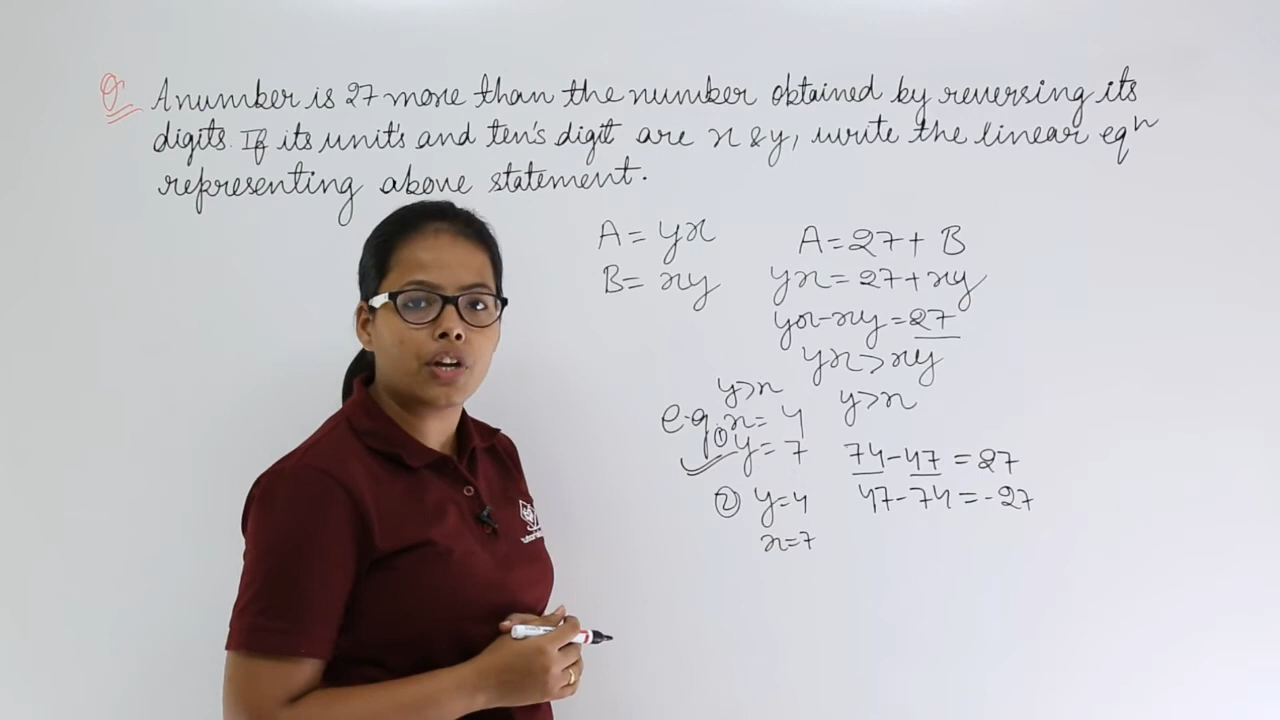 Q A number is 27 more than the number obtained by reversing its
digits. If its unit's and ten's digit are x & y, write the linear eqn
representing above statement.
A = yx
B = xy
A = 27 + B
yx = 27 + xy
yx - xy = 27
yx > xy
y > x
y > x
e.g. x = 4
① y = 7
74 - 47 = 27
② y = 4
x = 7
47 - 74 = -27